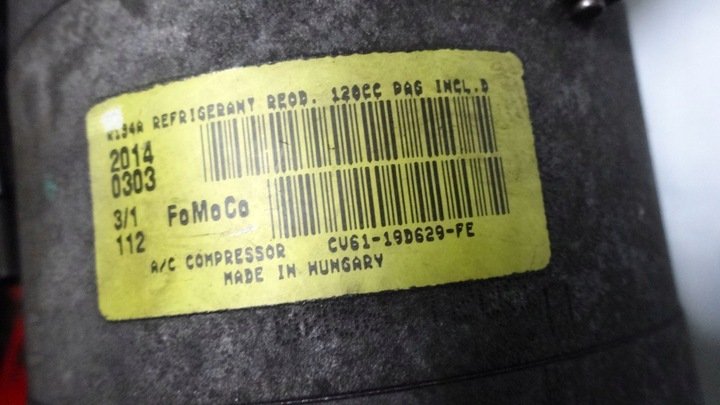 R134A REFRIGERANT REQD. 120CC PAG INCL.D
2014
0303
3/1
112
FoMoCo
A/C COMPRESSOR CV61-19D629-FE
MADE IN HUNGARY